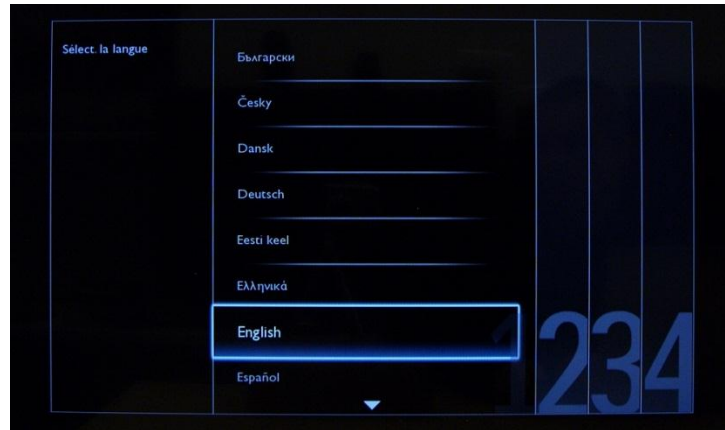 Sélect. la langue
Български
Česky
Dansk
Deutsch
Eesti keel
Ελληνικά
English
Español
1234